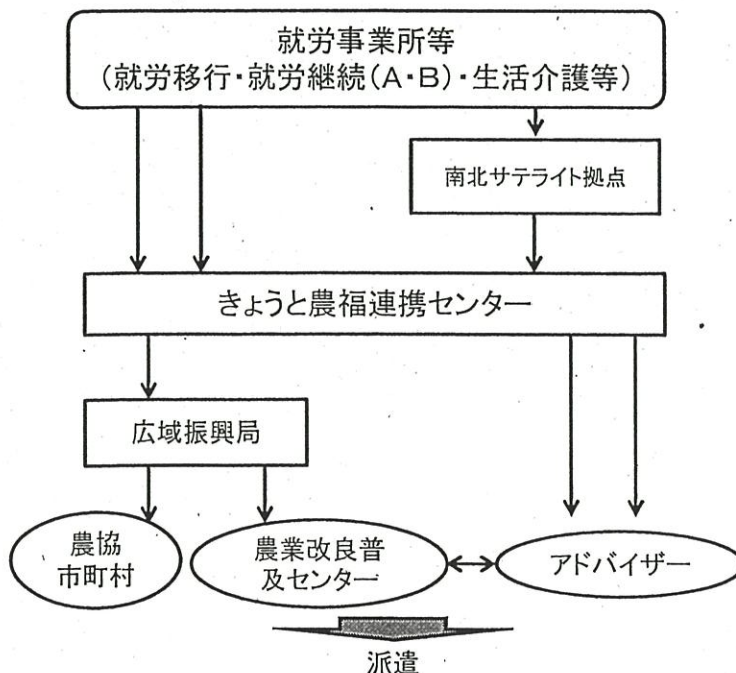 就労事業所等
(就労移行・就労継続(A・B)・生活介護等)
南北サテライト拠点
きょうと農福連携センター
広域振興局
農協
市町村
農業改良普
及センター
アドバイザー
派遣